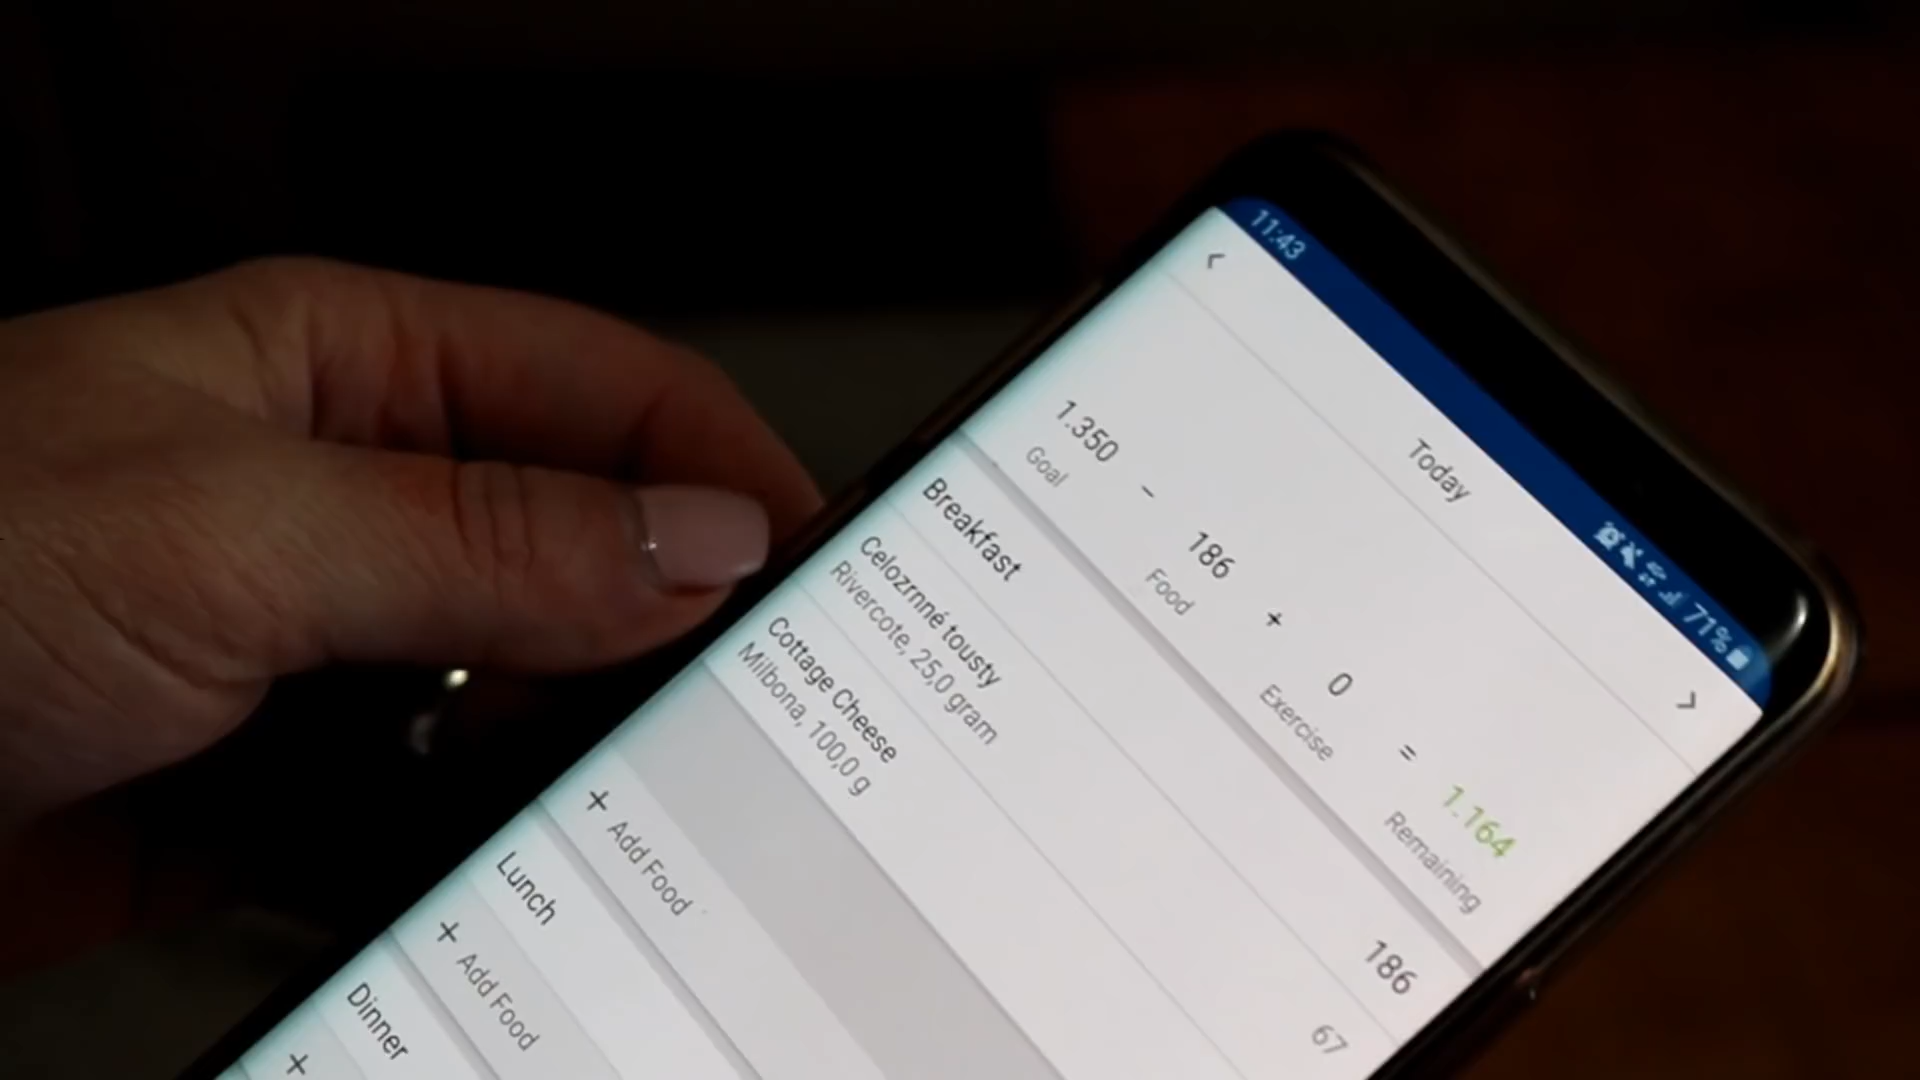 11:43
71%
Today
1.350 - 186 + 0 = 1.164
Goal Food Exercise Remaining
Breakfast 186
Celozrnné tousty 67
Rivercote, 25,0 gram
Cottage Cheese
Milbona, 100,0 g
+ Add Food
Lunch
+ Add Food
Dinner
+